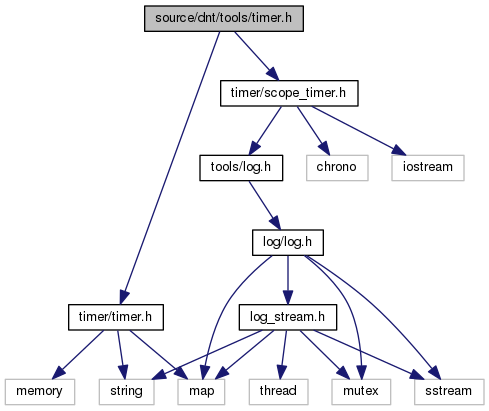 source/dnt/tools/timer.h
timer/scope_timer.h
tools/log.h
chrono
iostream
log/log.h
timer/timer.h
log_stream.h
memory
string
map
thread
mutex
sstream